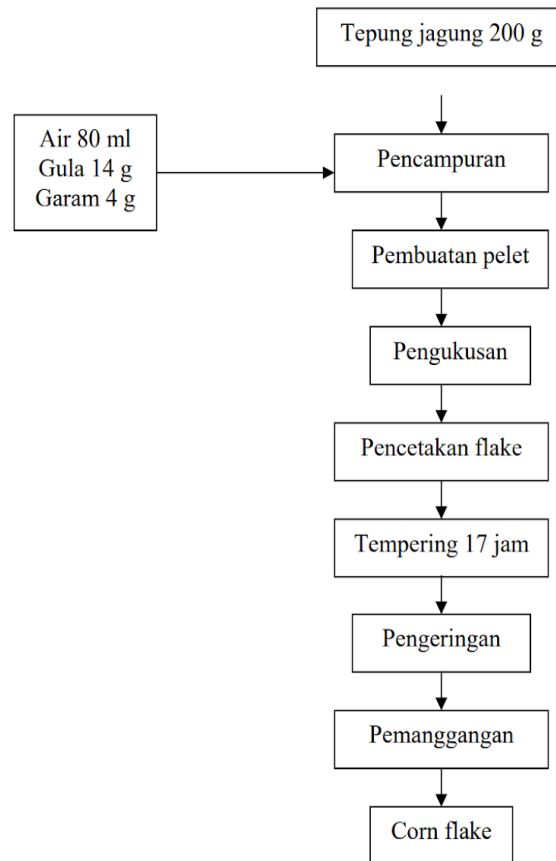 Tepung jagung 200 g
Air 80 ml
Gula 14 g
Garam 4 g
Pencampuran
Pembuatan pelet
Pengukusan
Pencetakan flake
Tempering 17 jam
Pengeringan
Pemanggangan
Corn flake